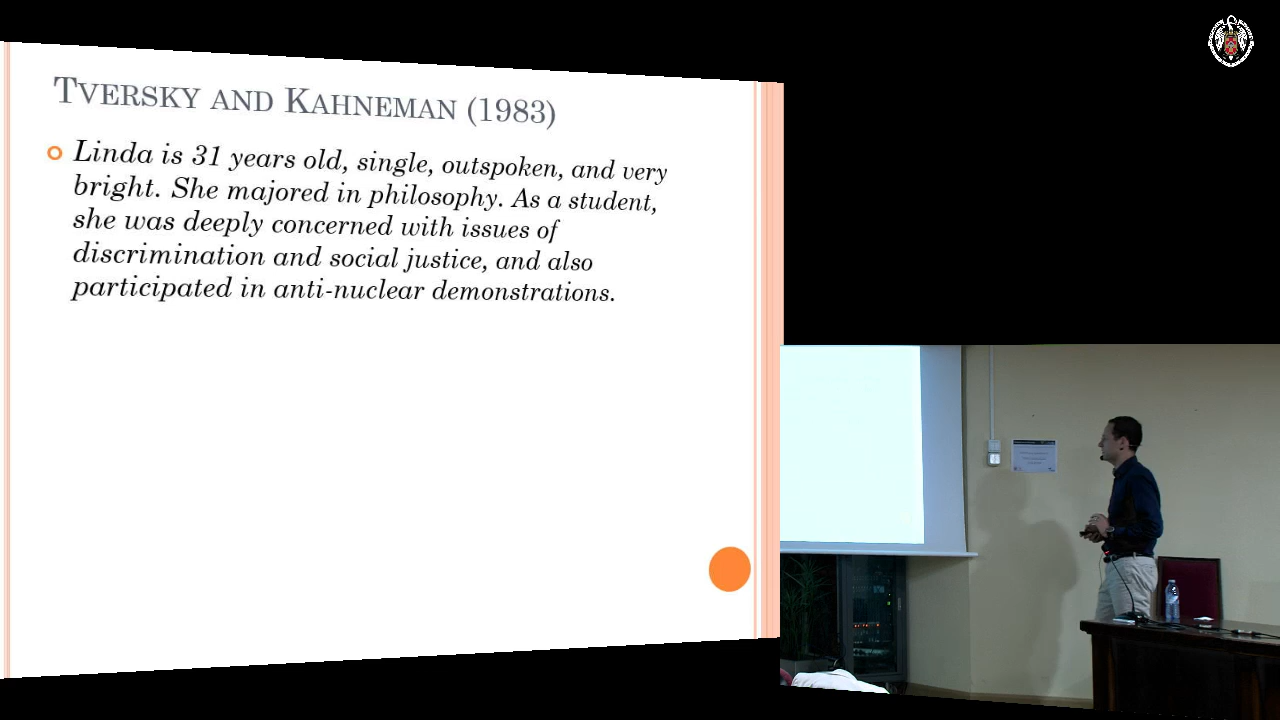 TVERSKY AND KAHNEMAN (1983)
Linda is 31 years old, single, outspoken, and very
bright. She majored in philosophy. As a student,
she was deeply concerned with issues of
discrimination and social justice, and also
participated in anti-nuclear demonstrations.